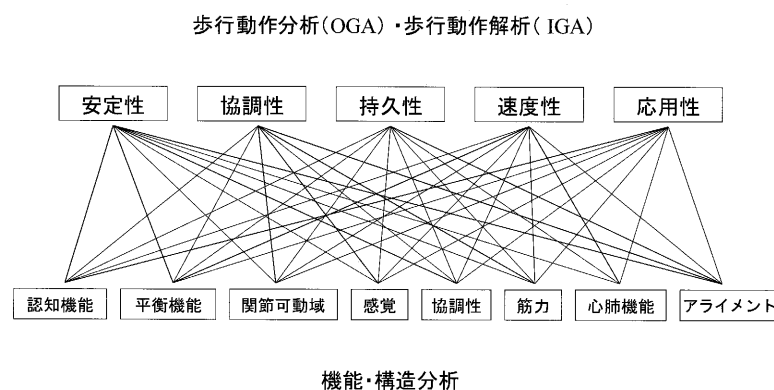 歩行動作分析(OGA)・歩行動作解析(IGA)
安定性 協調性 持久性 速度性 応用性
認知機能 平衡機能 関節可動域 感覚 協調性 筋力 心肺機能 アライメント
機能・構造分析